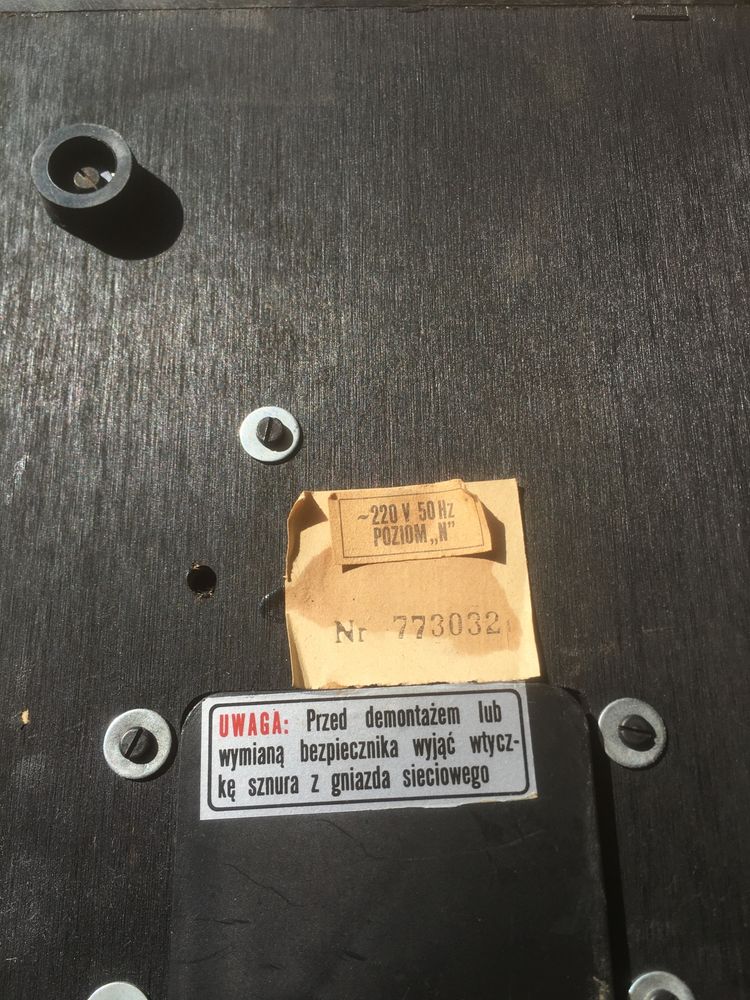 ~220 V 50 Hz
POZIOM „N”
Nr 773032
UWAGA: Przed demontażem lub
wymianą bezpiecznika wyjąć wtycz-
kę sznura z gniazda sieciowego